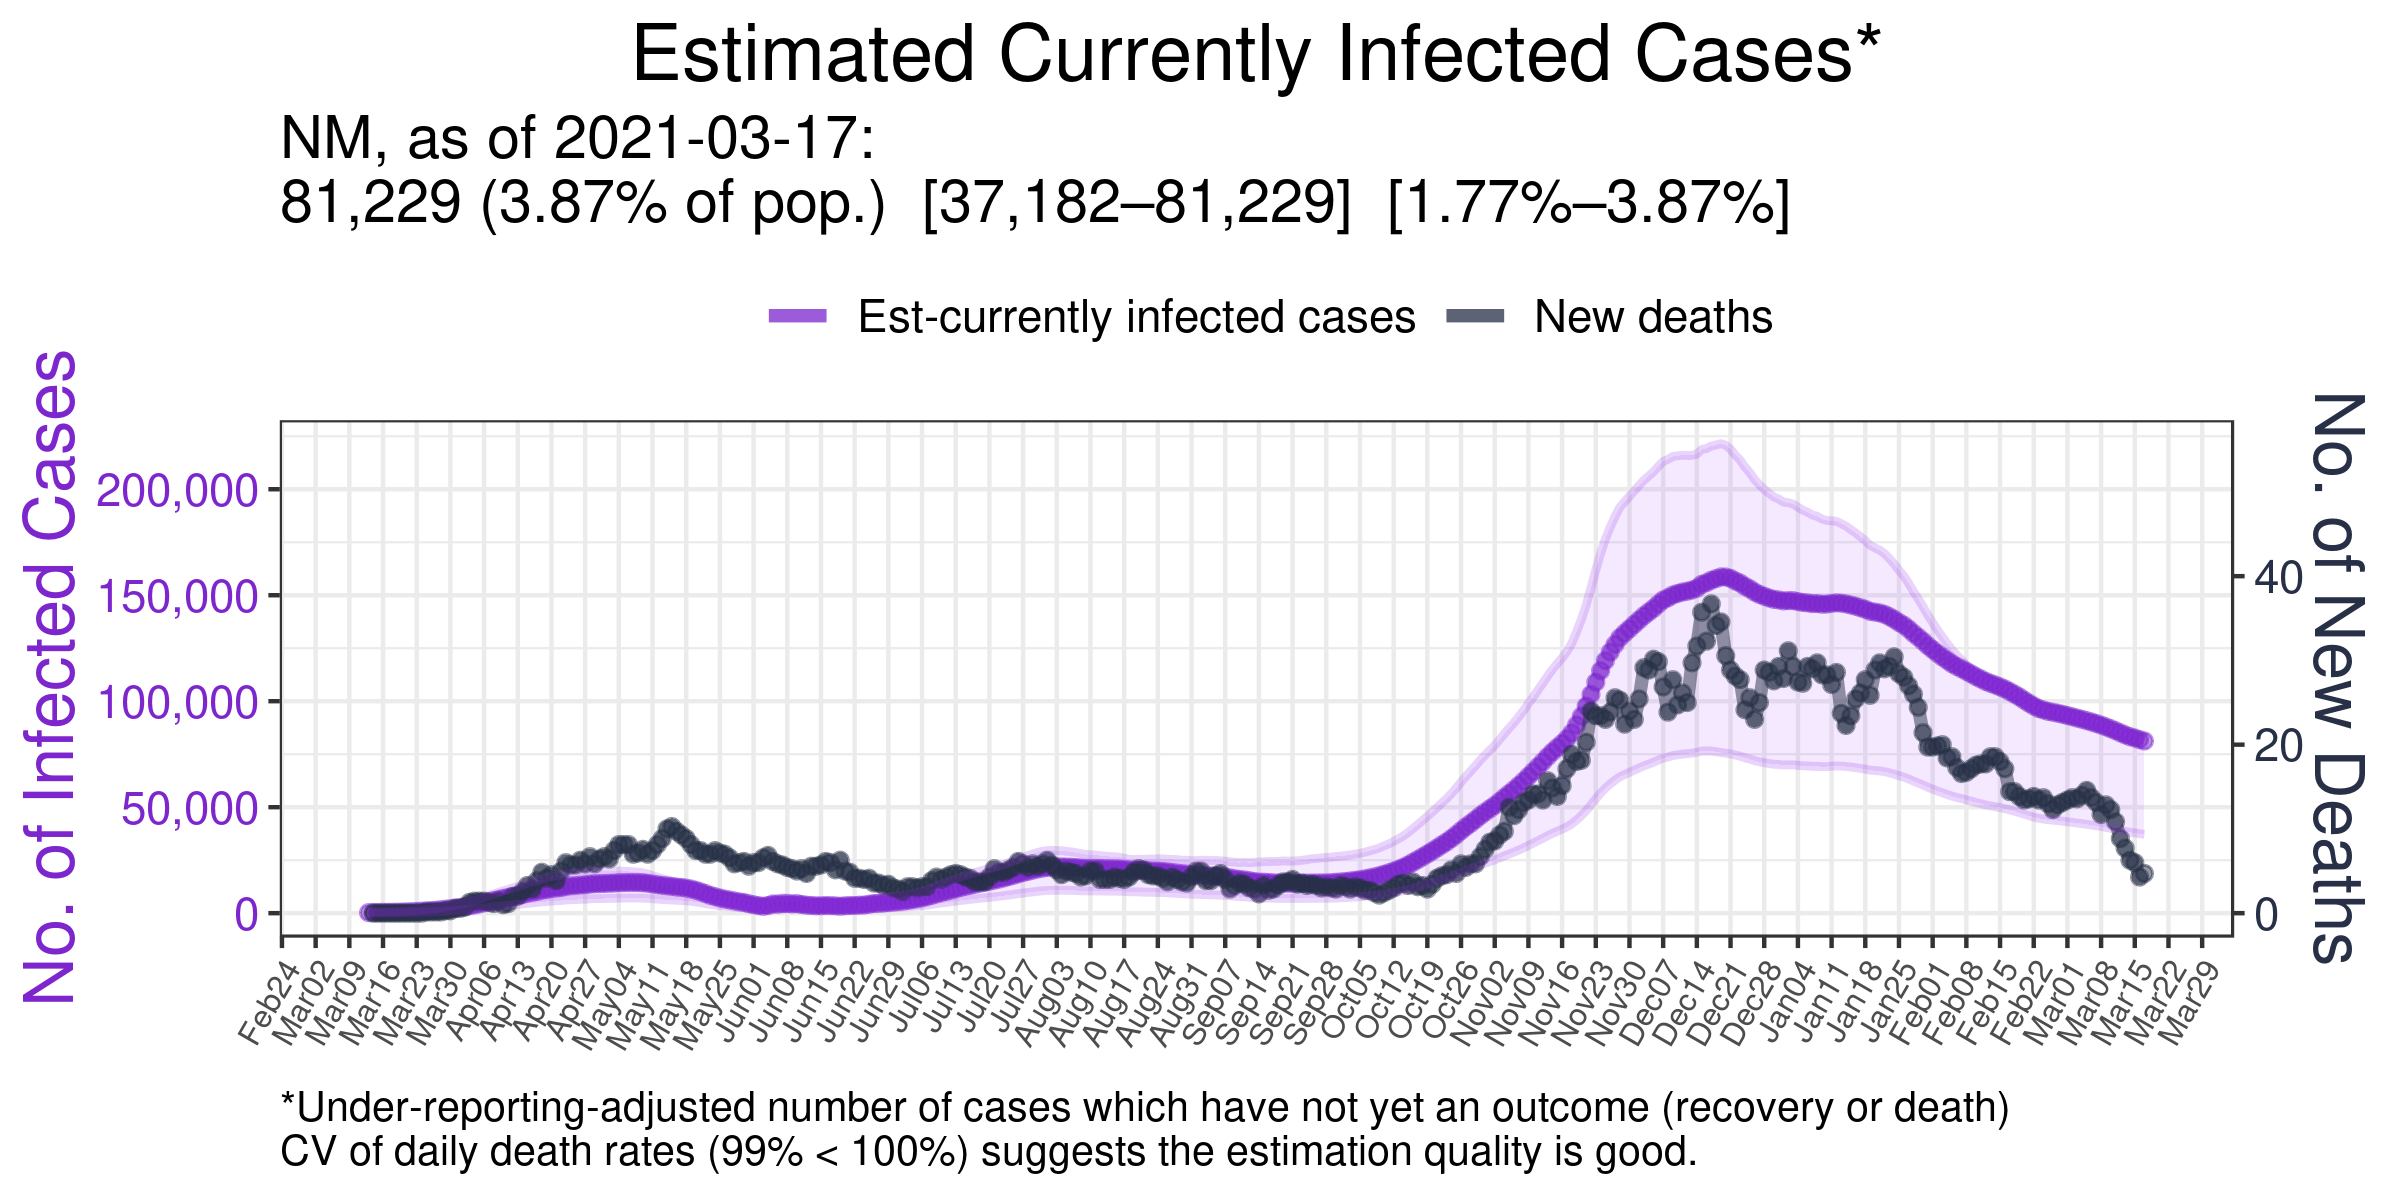 Estimated Currently Infected Cases*
NM, as of 2021-03-17:
81,229 (3.87% of pop.)  [37,182–81,229]  [1.77%–3.87%]
Est-currently infected cases
New deaths
No. of Infected Cases
200,000
150,000
100,000
50,000
0
40
20
0
No. of New Deaths
Feb24
Mar02
Mar09
Mar16
Mar23
Mar30
Apr06
Apr13
Apr20
Apr27
May04
May11
May18
May25
Jun01
Jun08
Jun15
Jun22
Jun29
Jul06
Jul13
Jul20
Jul27
Aug03
Aug10
Aug17
Aug24
Aug31
Sep07
Sep14
Sep21
Sep28
Oct05
Oct12
Oct19
Oct26
Nov02
Nov09
Nov16
Nov23
Nov30
Dec07
Dec14
Dec21
Dec28
Jan04
Jan11
Jan18
Jan25
Feb01
Feb08
Feb15
Feb22
Mar01
Mar08
Mar15
Mar22
Mar29
*Under-reporting-adjusted number of cases which have not yet an outcome (recovery or death)
CV of daily death rates (99% < 100%) suggests the estimation quality is good.